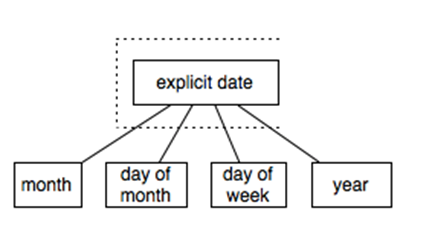 explicit date
month
day of
month
day of
week
year